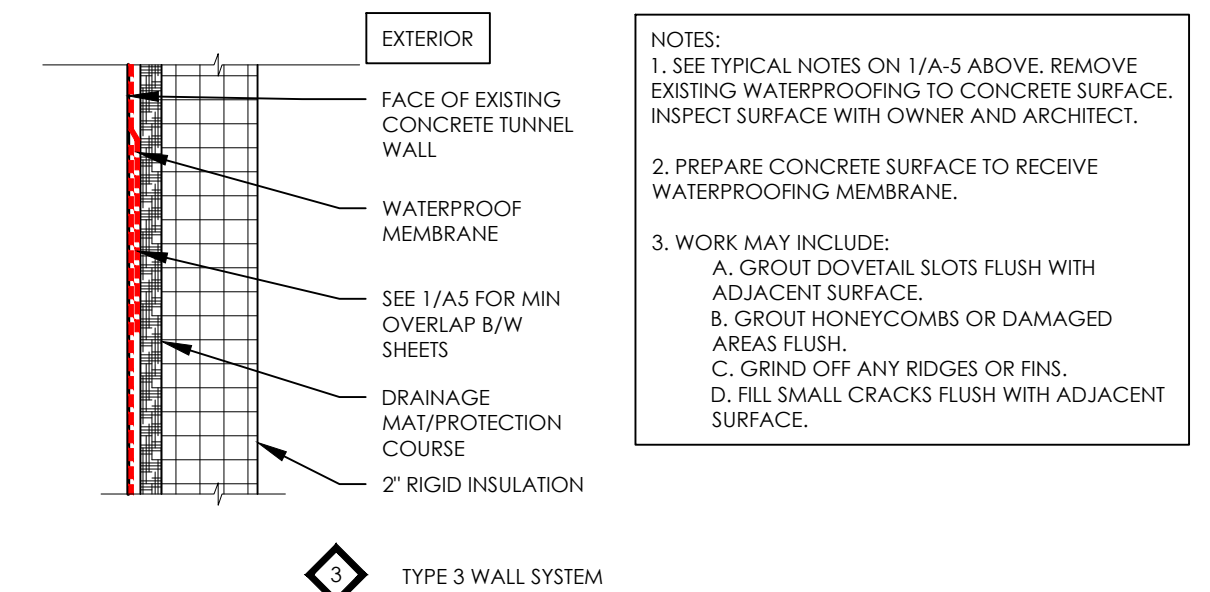 EXTERIOR
FACE OF EXISTING
CONCRETE TUNNEL
WALL
WATERPROOF
MEMBRANE
SEE 1/A5 FOR MIN
OVERLAP B/W
SHEETS
DRAINAGE
MAT/PROTECTION
COURSE
2" RIGID INSULATION
NOTES:
1. SEE TYPICAL NOTES ON 1/A-5 ABOVE. REMOVE
EXISTING WATERPROOFING TO CONCRETE SURFACE.
INSPECT SURFACE WITH OWNER AND ARCHITECT.
2. PREPARE CONCRETE SURFACE TO RECEIVE
WATERPROOFING MEMBRANE.
3. WORK MAY INCLUDE:
A. GROUT DOVETAIL SLOTS FLUSH WITH
ADJACENT SURFACE.
B. GROUT HONEYCOMBS OR DAMAGED
AREAS FLUSH.
C. GRIND OFF ANY RIDGES OR FINS.
D. FILL SMALL CRACKS FLUSH WITH ADJACENT
SURFACE.
3 TYPE 3 WALL SYSTEM